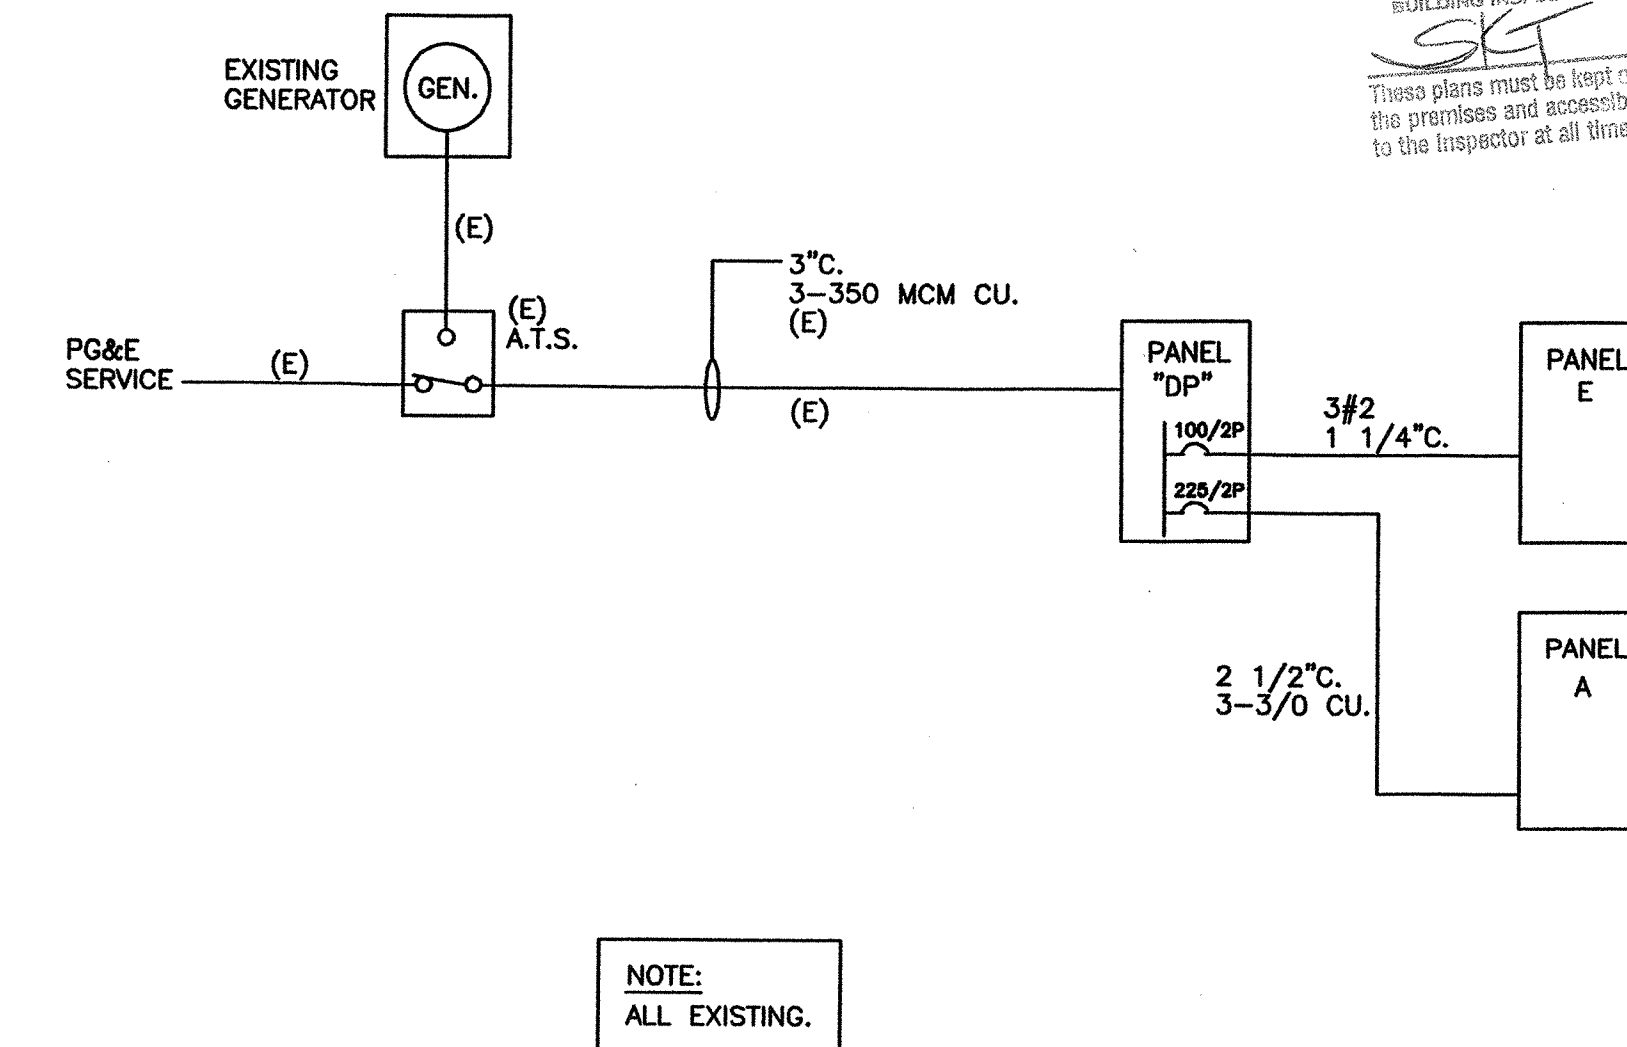 BUILDING
SKT
These plans must be kept
the premises and
to the Inspector at all
EXISTING
GENERATOR
GEN.
(E)
(E)
A.T.S.
PG&E
SERVICE
(E)
3"C.
3-350 MCM CU.
(E)
(E)
PANEL
"DP"
100/2P
225/2P
3#2
1 1/4"C.
PANEL
E
2 1/2"C.
3-3/0 CU.
PANEL
A
NOTE:
ALL EXISTING.